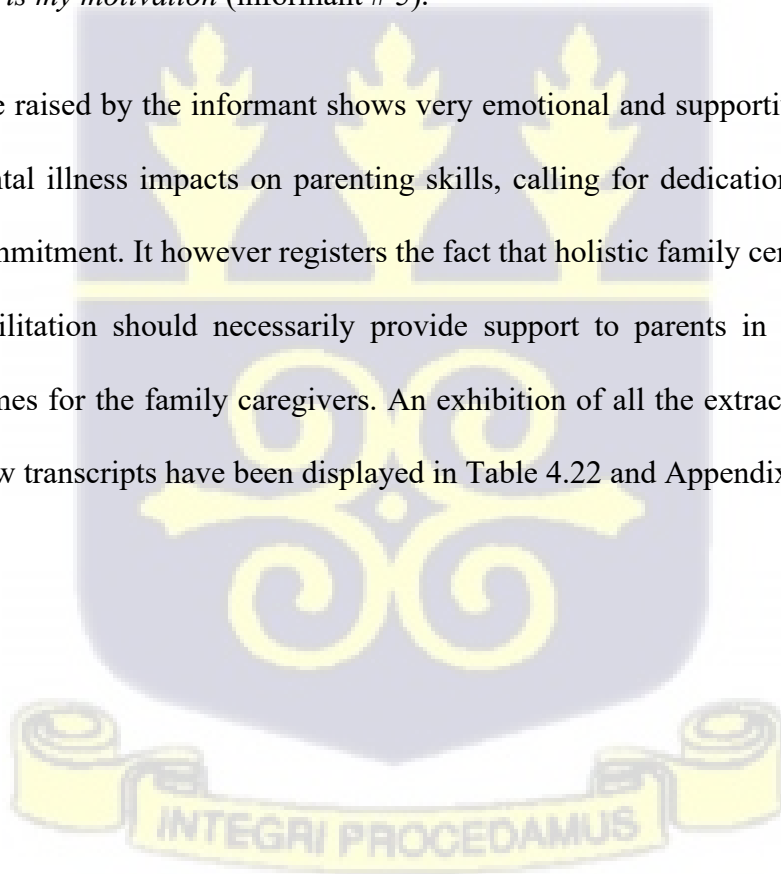 is my motivation (informant # 5).
e raised by the informant shows very emotional and supporti
tal illness impacts on parenting skills, calling for dedication
mmitment. It however registers the fact that holistic family cen
ilitation should necessarily provide support to parents in
nes for the family caregivers. An exhibition of all the extrac
w transcripts have been displayed in Table 4.22 and Appendix
INTEGRI PROCEDAMUS